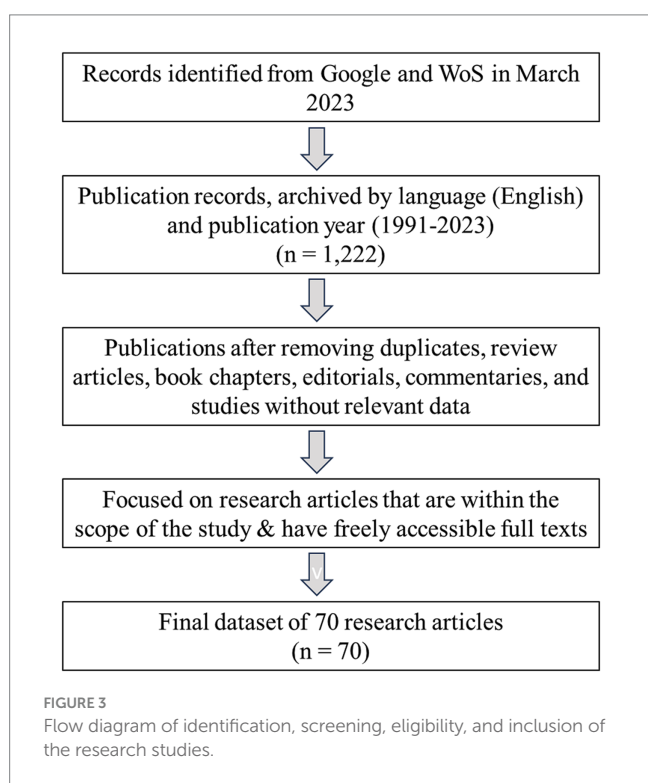 Records identified from Google and WoS in March
2023
Publication records, archived by language (English)
and publication year (1991-2023)
(n = 1,222)
Publications after removing duplicates, review
articles, book chapters, editorials, commentaries, and
studies without relevant data
Focused on research articles that are within the
scope of the study & have freely accessible full texts
v
Final dataset of 70 research articles
(n = 70)
FIGURE 3
Flow diagram of identification, screening, eligibility, and inclusion of
the research studies.